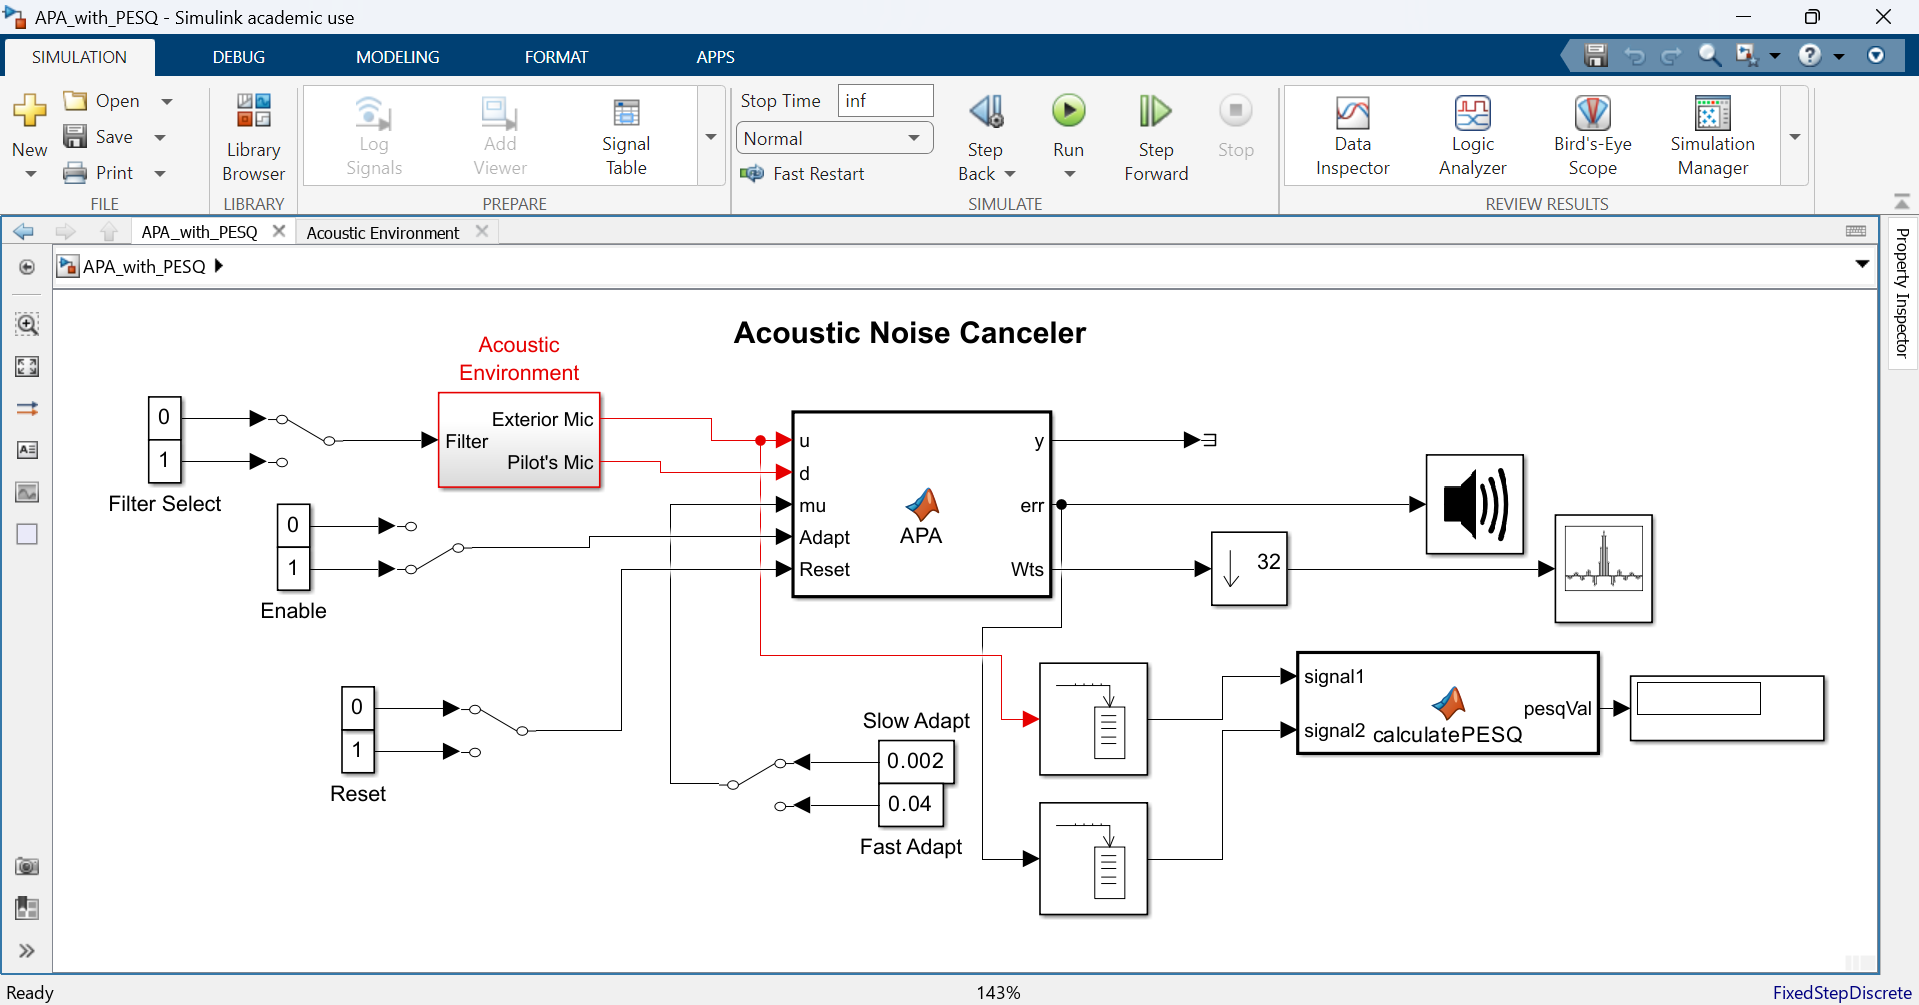 APA_with_PESQ - Simulink academic use
SIMULATION DEBUG MODELING FORMAT APPS
New
Open
Save
Print
FILE
Library
Browser
LIBRARY
Log
Signals
Add
Viewer
Signal
Table
PREPARE
Stop Time inf
Normal
Fast Restart
Step
Back
Run
Step
Forward
Stop
SIMULATE
Data
Inspector
Logic
Analyzer
Bird's-Eye
Scope
Simulation
Manager
REVIEW RESULTS
APA_with_PESQ Acoustic Environment
APA_with_PESQ
Property Inspector
Acoustic Noise Canceler
Acoustic
Environment
Exterior Mic
Filter
Pilot's Mic
0
1
Filter Select
0
1
Enable
0
1
Reset
u
d
mu
Adapt
Reset
APA
y
err
Wts
32
Slow Adapt
0.002
0.04
Fast Adapt
signal1
signal2
calculatePESQ
pesqVal
Ready 143% FixedStepDiscrete